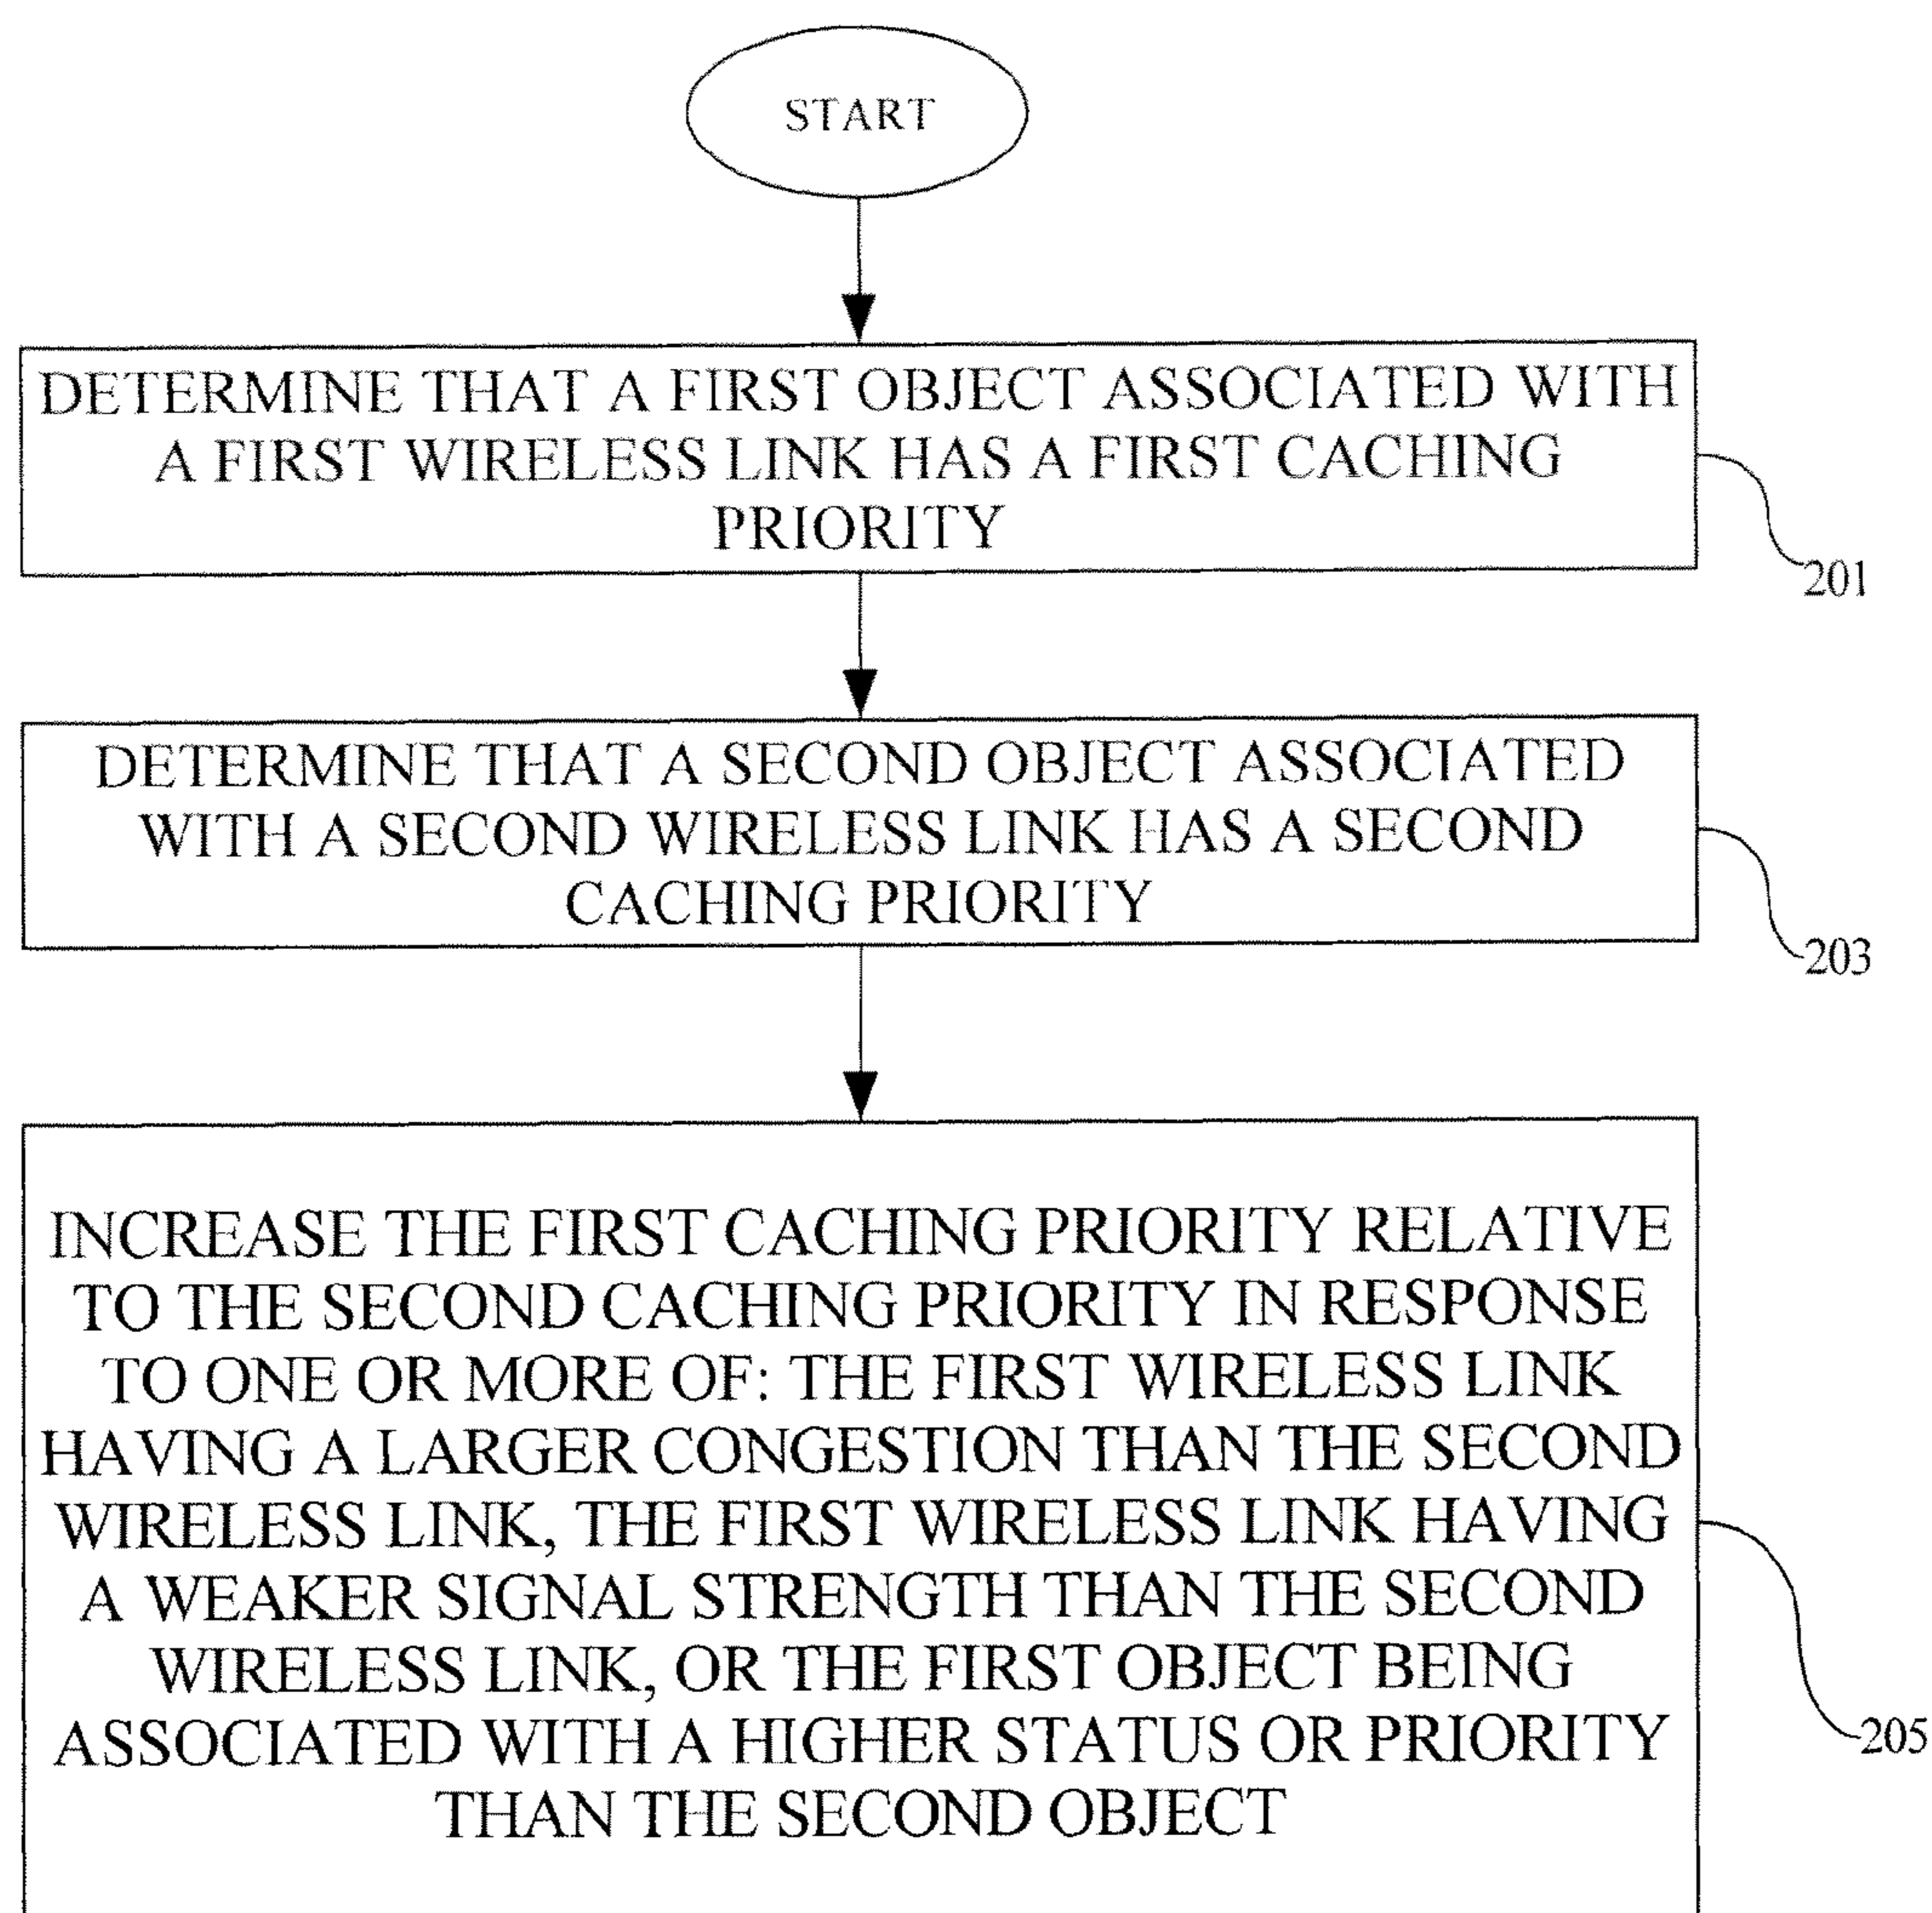 START
DETERMINE THAT A FIRST OBJECT ASSOCIATED WITH
A FIRST WIRELESS LINK HAS A FIRST CACHING
PRIORITY
201
DETERMINE THAT A SECOND OBJECT ASSOCIATED
WITH A SECOND WIRELESS LINK HAS A SECOND
CACHING PRIORITY
203
INCREASE THE FIRST CACHING PRIORITY RELATIVE
TO THE SECOND CACHING PRIORITY IN RESPONSE
TO ONE OR MORE OF: THE FIRST WIRELESS LINK
HAVING A LARGER CONGESTION THAN THE SECOND
WIRELESS LINK, THE FIRST WIRELESS LINK HAVING
A WEAKER SIGNAL STRENGTH THAN THE SECOND
WIRELESS LINK, OR THE FIRST OBJECT BEING
ASSOCIATED WITH A HIGHER STATUS OR PRIORITY
THAN THE SECOND OBJECT
205